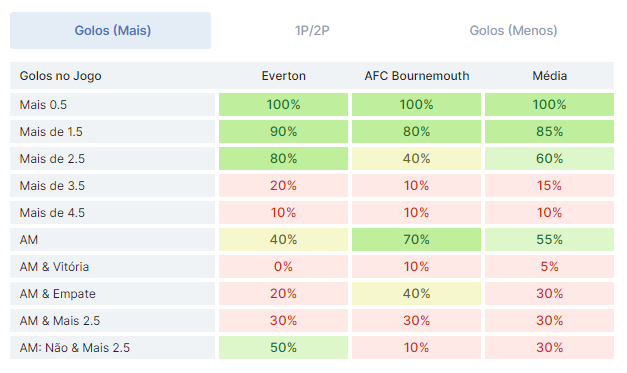 Golos (Mais) 1P/2P Golos (Menos)
Golos no Jogo Everton AFC Bournemouth Média
Mais 0.5 100% 100% 100%
Mais de 1.5 90% 80% 85%
Mais de 2.5 80% 40% 60%
Mais de 3.5 20% 10% 15%
Mais de 4.5 10% 10% 10%
AM 40% 70% 55%
AM & Vitória 0% 10% 5%
AM & Empate 20% 40% 30%
AM & Mais 2.5 30% 30% 30%
AM: Não & Mais 2.5 50% 10% 30%